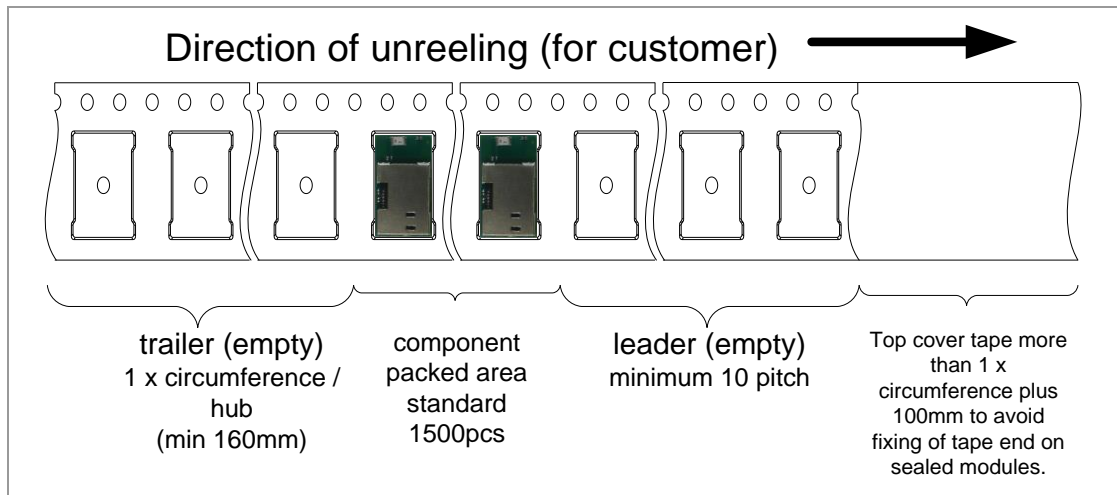 Direction of unreeling (for customer)
trailer (empty)
1 x circumference /
hub
(min 160mm)
component
packed area
standard
1500pcs
leader (empty)
minimum 10 pitch
Top cover tape more
than 1 x
circumference plus
100mm to avoid
fixing of tape end on
sealed modules.